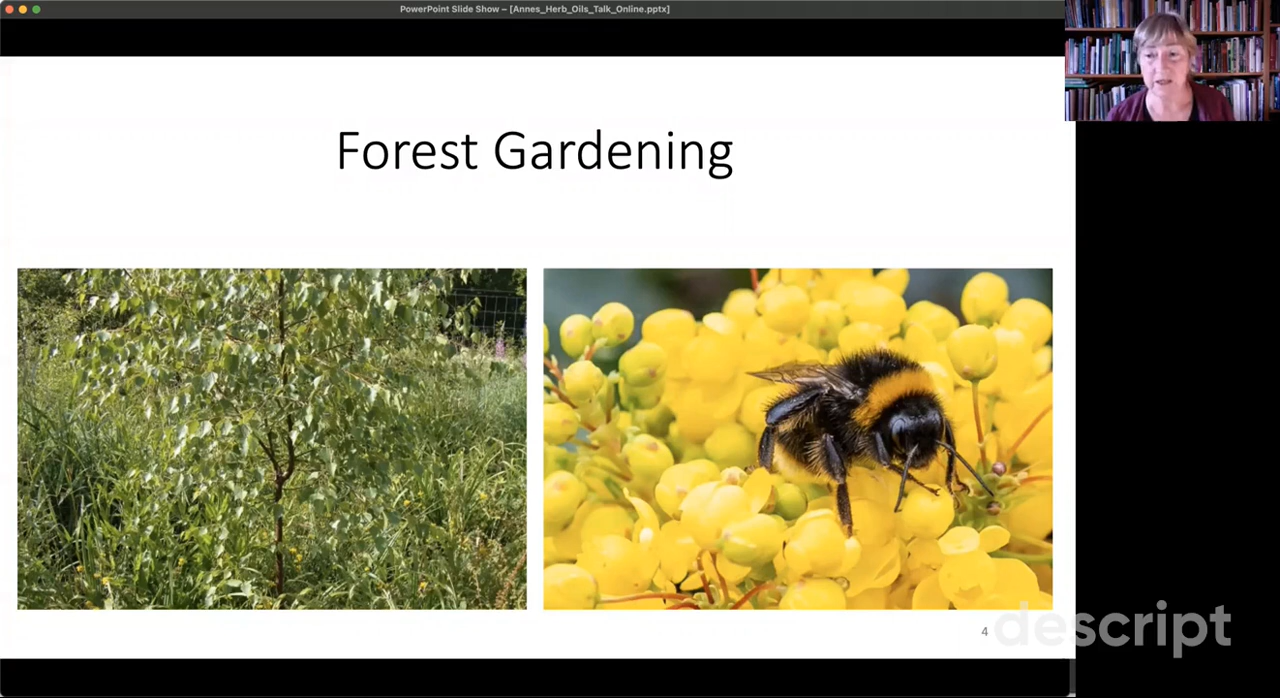 PowerPoint Slide Show – [Annes_Herb_Oils_Talk_Online.pptx]
Forest Gardening
4
descript